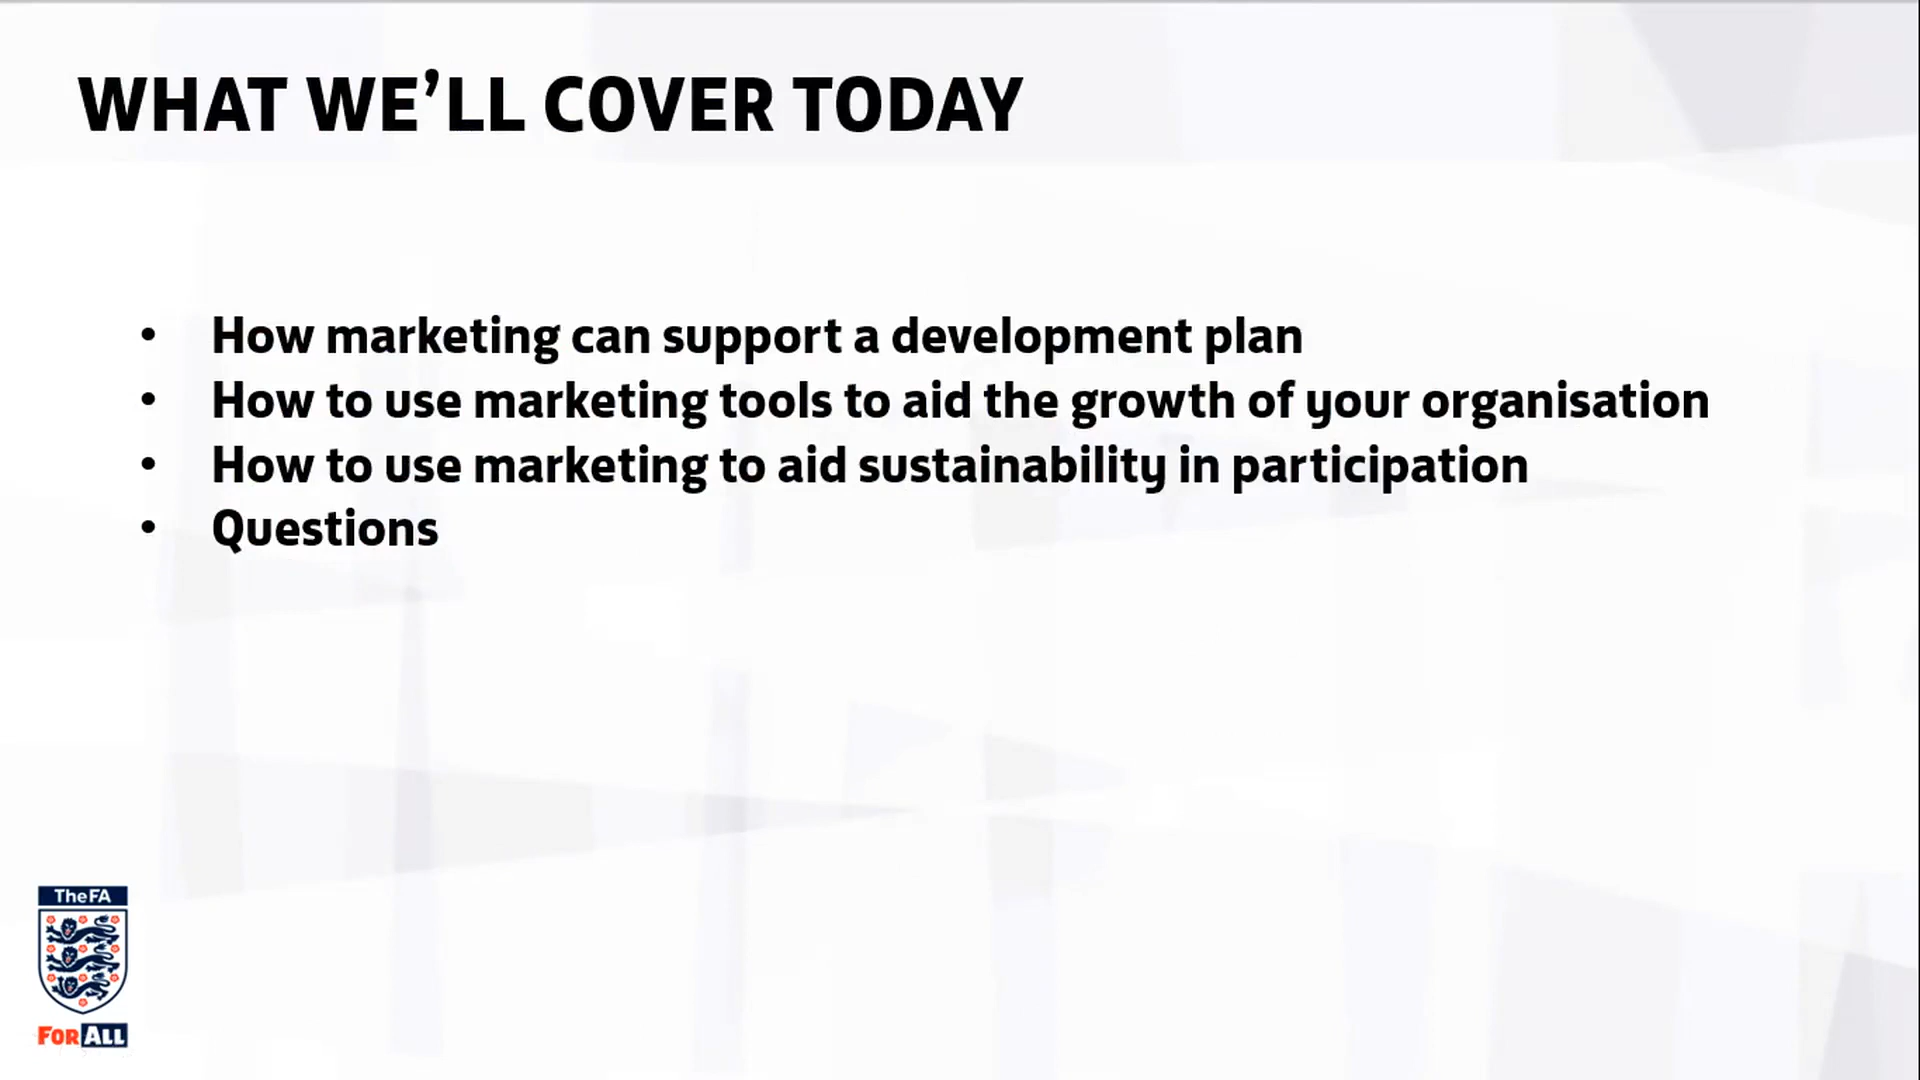 WHAT WE’LL COVER TODAY
• How marketing can support a development plan
• How to use marketing tools to aid the growth of your organisation
• How to use marketing to aid sustainability in participation
• Questions
The FA
FOR ALL